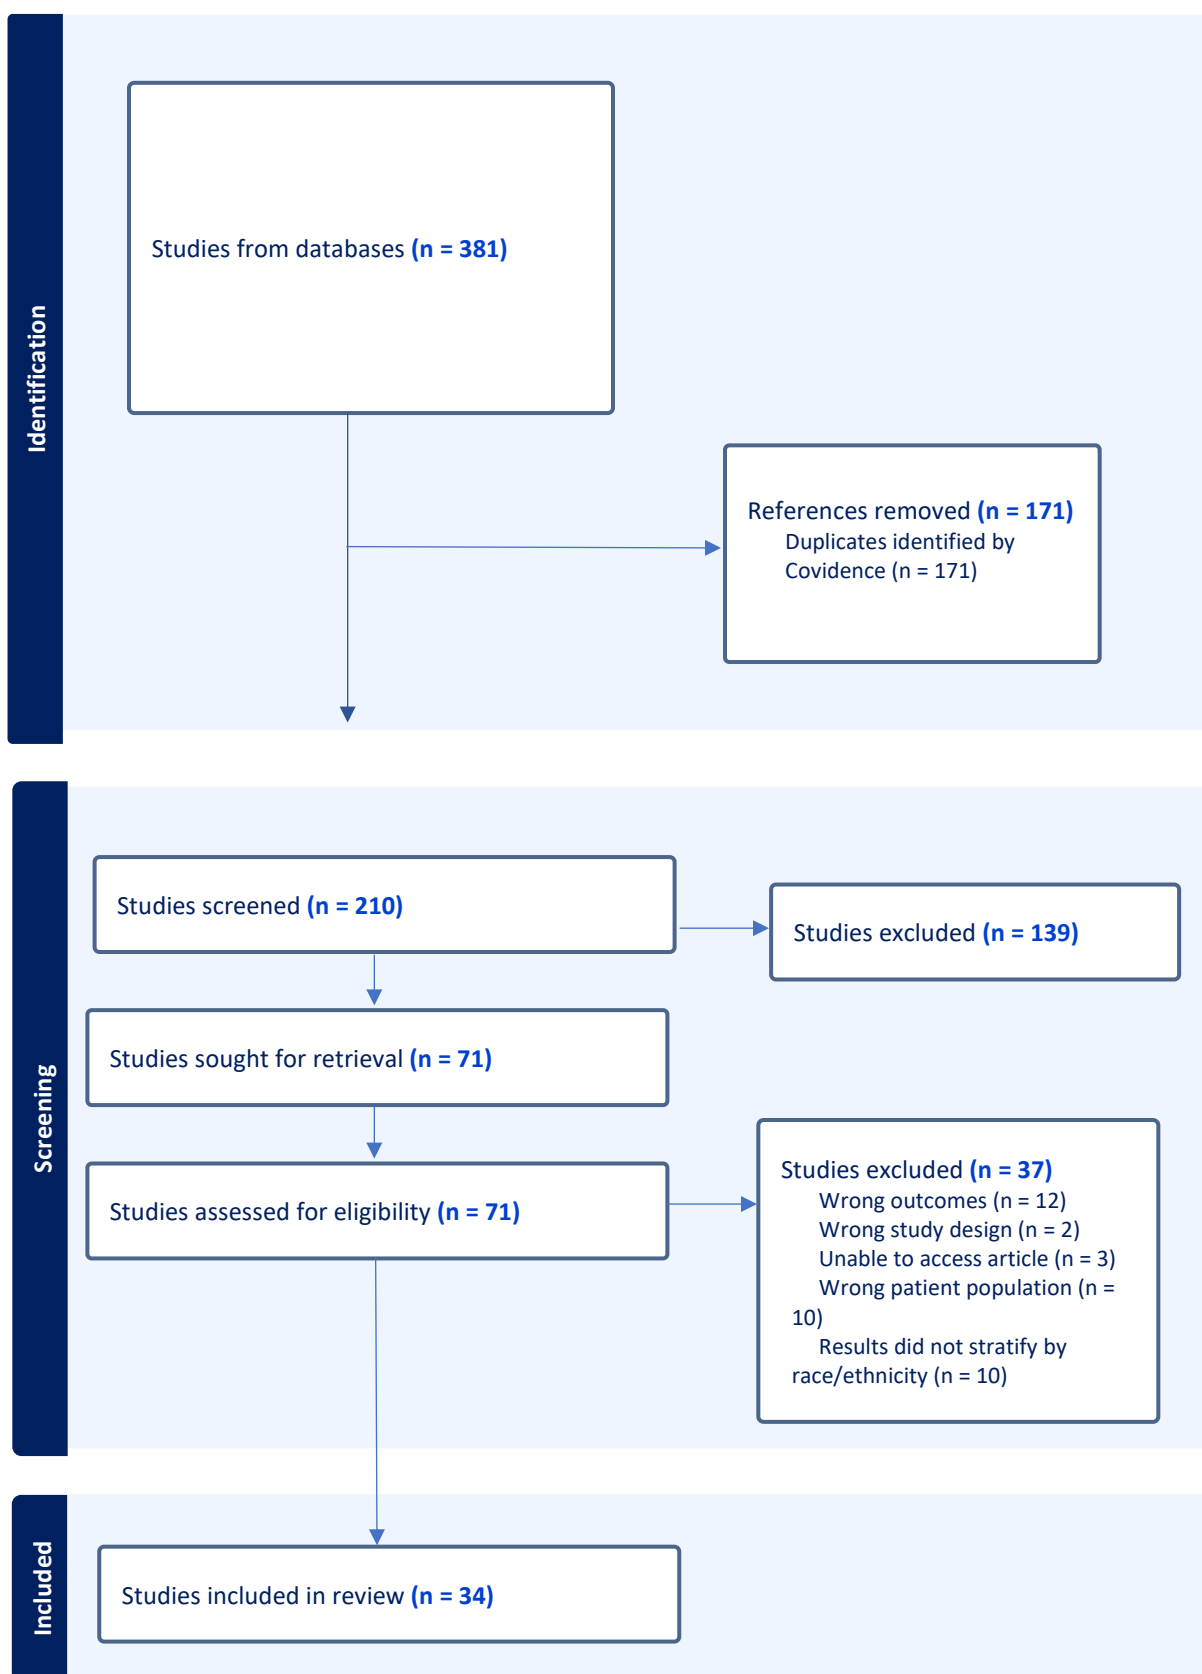 Identification
Studies from databases (n = 381)
References removed (n = 171)
Duplicates identified by
Covidence (n = 171)
Screening
Studies screened (n = 210)
Studies excluded (n = 139)
Studies sought for retrieval (n = 71)
Studies assessed for eligibility (n = 71)
Studies excluded (n = 37)
Wrong outcomes (n = 12)
Wrong study design (n = 2)
Unable to access article (n = 3)
Wrong patient population (n =
10)
Results did not stratify by
race/ethnicity (n = 10)
Included
Studies included in review (n = 34)